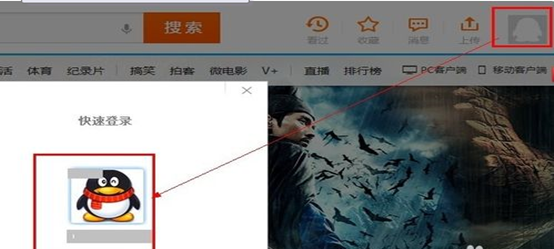 搜索
看过 收藏 消息 上传
活 体育 纪录片 搞笑 拍客 微电影 V+ 直播 排行榜 PC客户端 移动客户端
快速登录